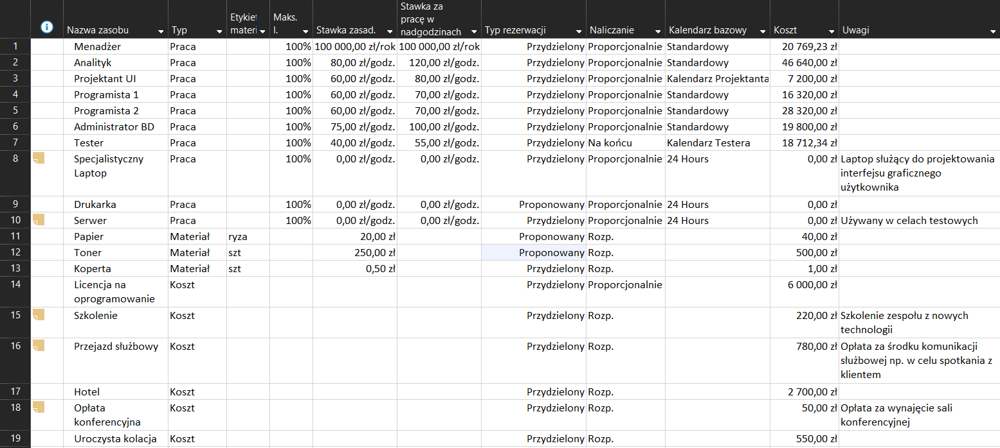 Nazwa zasobu Typ Etykiet materi Maks. I. Stawka zasad. Stawka za pracę w nadgodzinach Typ rezerwacji Naliczanie Kalendarz bazowy Koszt Uwagi
1 Menadżer Praca 100% 100 000,00 zł/rok 100 000,00 zł/rok Przydzielony Proporcjonalnie Standardowy 20 769,23 zł
2 Analityk Praca 100% 80,00 zł/godz. 120,00 zł/godz. Przydzielony Proporcjonalnie Standardowy 46 640,00 zł
3 Projektant UI Praca 100% 60,00 zł/godz. 80,00 zł/godz. Przydzielony Proporcjonalnie Kalendarz Projektanta 7 200,00 zł
4 Programista 1 Praca 100% 60,00 zł/godz. 70,00 zł/godz. Przydzielony Proporcjonalnie Standardowy 16 320,00 zł
5 Programista 2 Praca 100% 60,00 zł/godz. 70,00 zł/godz. Przydzielony Proporcjonalnie Standardowy 28 320,00 zł
6 Administrator BD Praca 100% 75,00 zł/godz. 100,00 zł/godz. Przydzielony Proporcjonalnie Standardowy 19 800,00 zł
7 Tester Praca 100% 40,00 zł/godz. 55,00 zł/godz. Przydzielony Na końcu Kalendarz Testera 18 712,34 zł
8 Specjalistyczny Praca 100% 0,00 zł/godz. 0,00 zł/godz. Przydzielony Proporcjonalnie 24 Hours 0,00 zł Laptop służący do projektowania
Laptop interfejsu graficznego
użytkownika
9 Drukarka Praca 100% 0,00 zł/godz. 0,00 zł/godz. Proponowany Proporcjonalnie 24 Hours 0,00 zł
10 Serwer Praca 100% 0,00 zł/godz. 0,00 zł/godz. Przydzielony Proporcjonalnie 24 Hours 0,00 zł Używany w celach testowych
11 Papier Materiał ryza 20,00 zł Proponowany Rozp. 40,00 zł
12 Toner Materiał szt 250,00 zł Proponowany Rozp. 500,00 zł
13 Koperta Materiał szt 0,50 zł Przydzielony Rozp. 1,00 zł
14 Licencja na Koszt Przydzielony Proporcjonalnie 6 000,00 zł
oprogramowanie
15 Szkolenie Koszt Przydzielony Rozp. 220,00 zł Szkolenie zespołu z nowych
technologii
16 Przejazd służbowy Koszt Przydzielony Rozp. 780,00 zł Opłata za środku komunikacji
służbowej np. w celu spotkania z
klientem
17 Hotel Koszt Przydzielony Rozp. 2 700,00 zł
18 Opłata Koszt Przydzielony Rozp. 50,00 zł Opłata za wynajęcie sali
konferencyjna konferencyjnej
19 Uroczysta kolacja Koszt Przydzielony Rozp. 550,00 zł